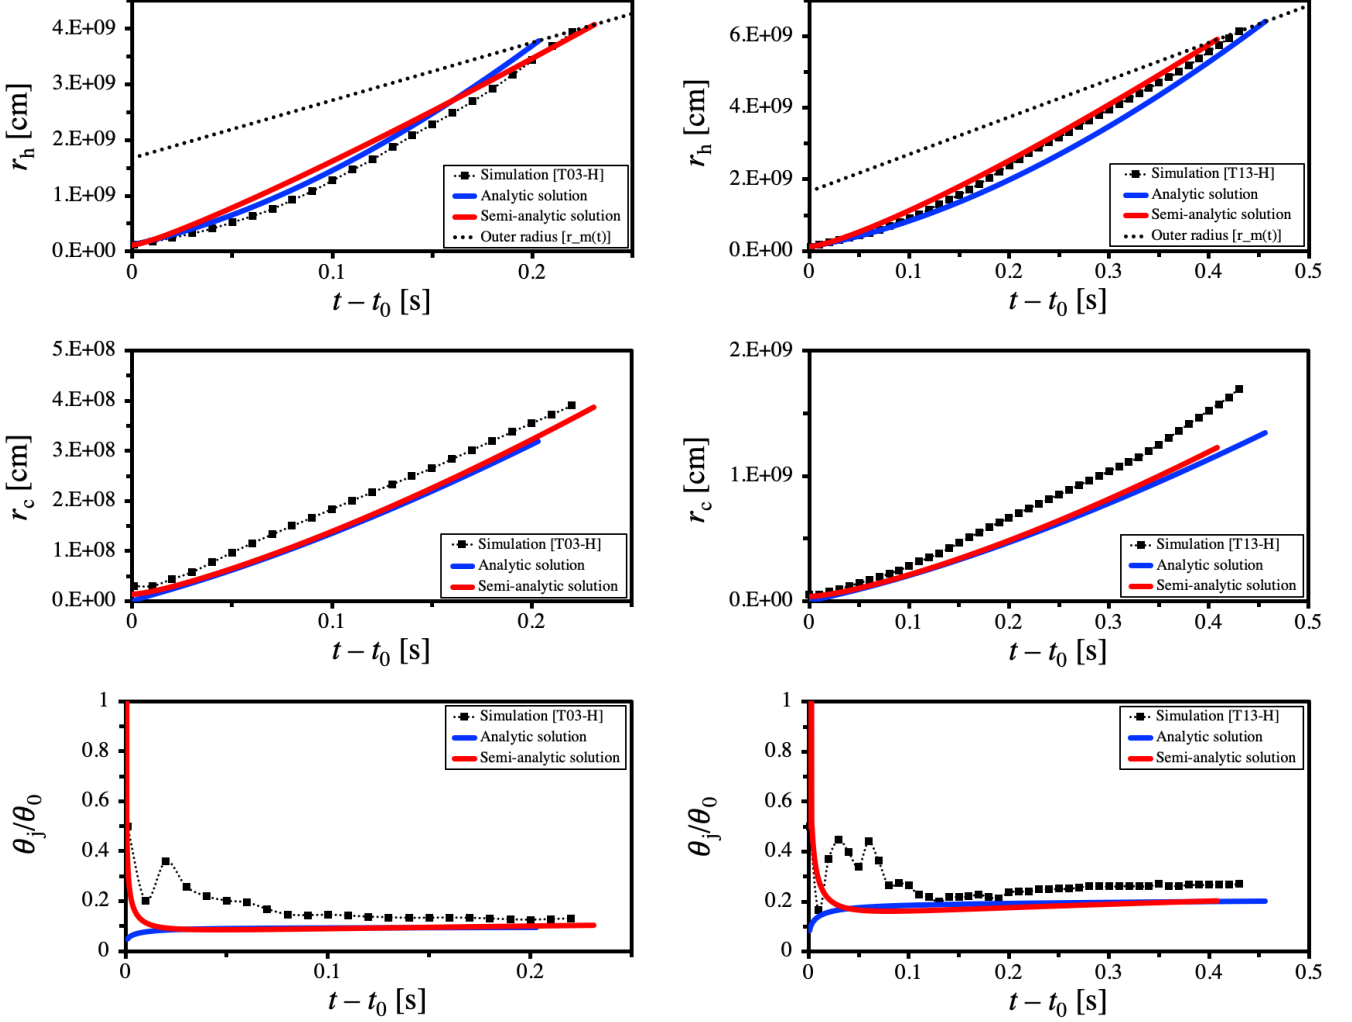 4.E+09
3.E+09
2.E+09
1.E+09
0.E+00
r_h [cm]
Simulation [T03-H]
Analytic solution
Semi-analytic solution
Outer radius [r_m(t)]
0
0.1
0.2
t – t_0 [s]
6.E+09
4.E+09
2.E+09
0.E+00
r_h [cm]
Simulation [T13-H]
Analytic solution
Semi-analytic solution
Outer radius [r_m(t)]
0
0.1
0.2
0.3
0.4
0.5
t – t_0 [s]
5.E+08
4.E+08
3.E+08
2.E+08
1.E+08
0.E+00
r_c [cm]
Simulation [T03-H]
Analytic solution
Semi-analytic solution
0
0.1
0.2
t – t_0 [s]
2.E+09
1.E+09
0.E+00
r_c [cm]
Simulation [T13-H]
Analytic solution
Semi-analytic solution
0
0.1
0.2
0.3
0.4
0.5
t – t_0 [s]
1
0.8
0.6
0.4
0.2
0
θ_j/θ_0
Simulation [T03-H]
Analytic solution
Semi-analytic solution
0
0.1
0.2
t – t_0 [s]
1
0.8
0.6
0.4
0.2
0
θ_j/θ_0
Simulation [T13-H]
Analytic solution
Semi-analytic solution
0
0.1
0.2
0.3
0.4
0.5
t – t_0 [s]